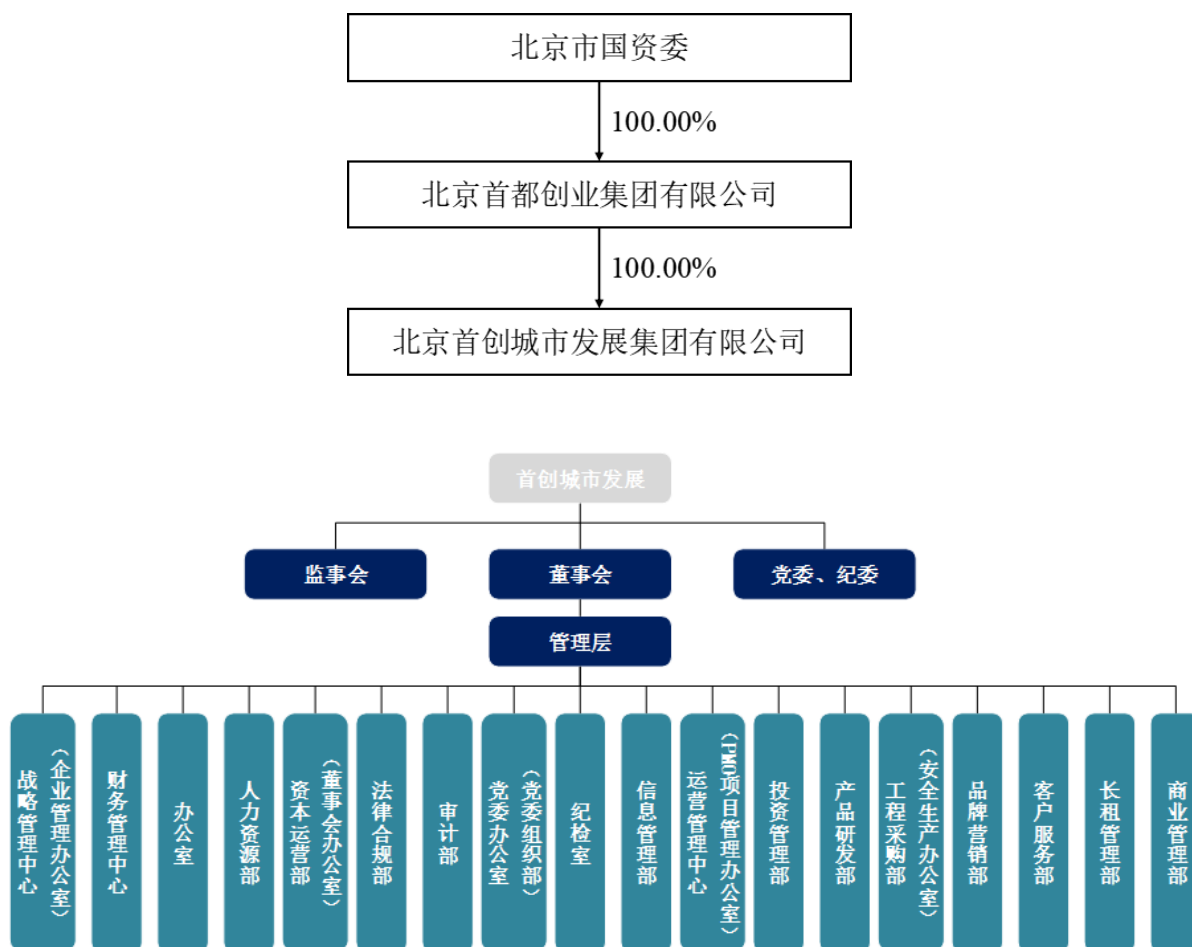 北京市国资委
100.00%
北京首都创业集团有限公司
100.00%
北京首创城市发展集团有限公司
首创城市发展
监事会
董事会
党委、纪委
管理层
战略管理中心
（企业管理办公室）
财务管理中心
办公室
人力资源部
资本运营部
（董事会办公室）
法律合规部
审计部
党委办公室
（党委组织部）
纪检室
信息管理部
运营管理中心
（PMO项目管理办公室）
投资管理部
产品研发部
工程采购部
（安全生产办公室）
品牌营销部
客户服务部
长租管理部
商业管理部